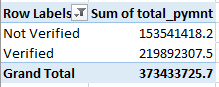 Row Labels Sum of total_pymnt
Not Verified 153541418.2
Verified 219892307.5
Grand Total 373433725.7